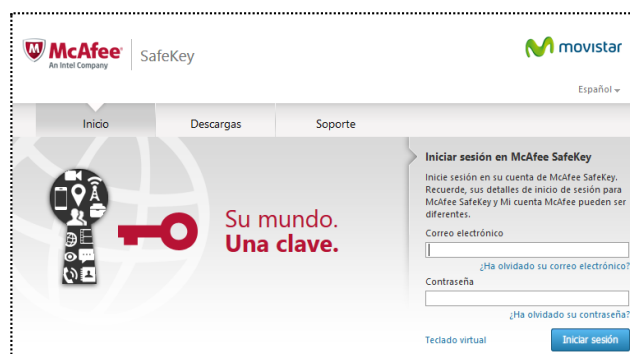 McAfee
An Intel Company
SafeKey
movistar
Español
Inicio
Descargas
Soporte
Su mundo.
Una clave.
Iniciar sesión en McAfee SafeKey
Inicie sesión en su cuenta de McAfee SafeKey.
Recuerde, sus detalles de inicio de sesión para
McAfee SafeKey y Mi cuenta McAfee pueden ser
diferentes.
Correo electrónico
¿Ha olvidado su correo electrónico?
Contraseña
¿Ha olvidado su contraseña?
Teclado virtual
Iniciar sesión